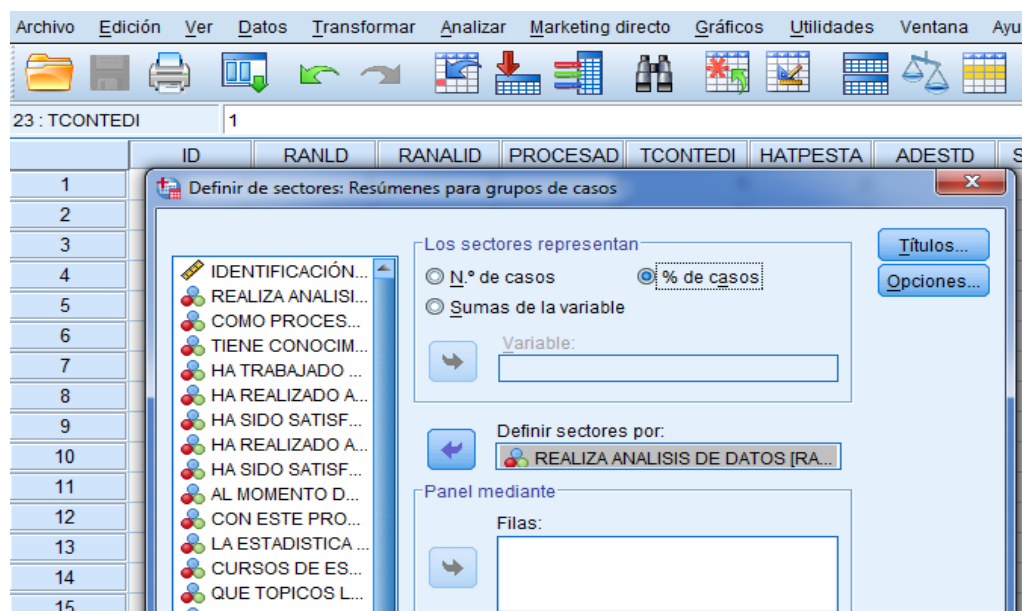 Archivo Edición Ver Datos Transformar Analizar Marketing directo Gráficos Utilidades Ventana Ayu
23 : TCONTEDI 1
ID RANLD RANALID PROCESAD TCONTEDI HATPESTA ADESTD S
1
2
3
4
5
6
7
8
9
10
11
12
13
14
15
Definir de sectores: Resúmenes para grupos de casos
IDENTIFICACIÓN...
REALIZA ANALISI...
COMO PROCES...
TIENE CONOCIM...
HA TRABAJADO ...
HA REALIZADO A...
HA SIDO SATISF...
HA REALIZADO A...
HA SIDO SATISF...
AL MOMENTO D...
CON ESTE PRO...
LA ESTADISTICA ...
CURSOS DE ES...
QUE TOPICOS L...
Los sectores representan
N.º de casos % de casos
Sumas de la variable
Variable:
Definir sectores por:
REALIZA ANALISIS DE DATOS [RA...
Panel mediante
Filas:
Títulos...
Opciones...